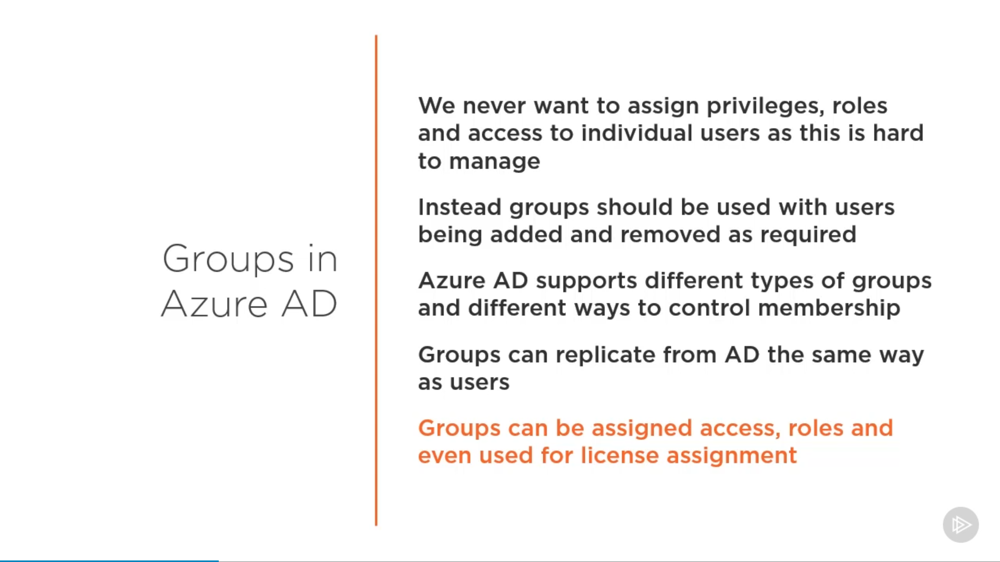 Groups in
Azure AD
We never want to assign privileges, roles
and access to individual users as this is hard
to manage
Instead groups should be used with users
being added and removed as required
Azure AD supports different types of groups
and different ways to control membership
Groups can replicate from AD the same way
as users
Groups can be assigned access, roles and
even used for license assignment